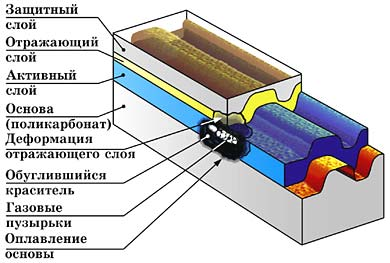 Защитный
слой
Отражающий
слой
Активный
слой
Основа
(поликарбонат)
Деформация
отражающего слоя
Обуглившийся
краситель
Газовые
пузырьки
Оплавление
основы